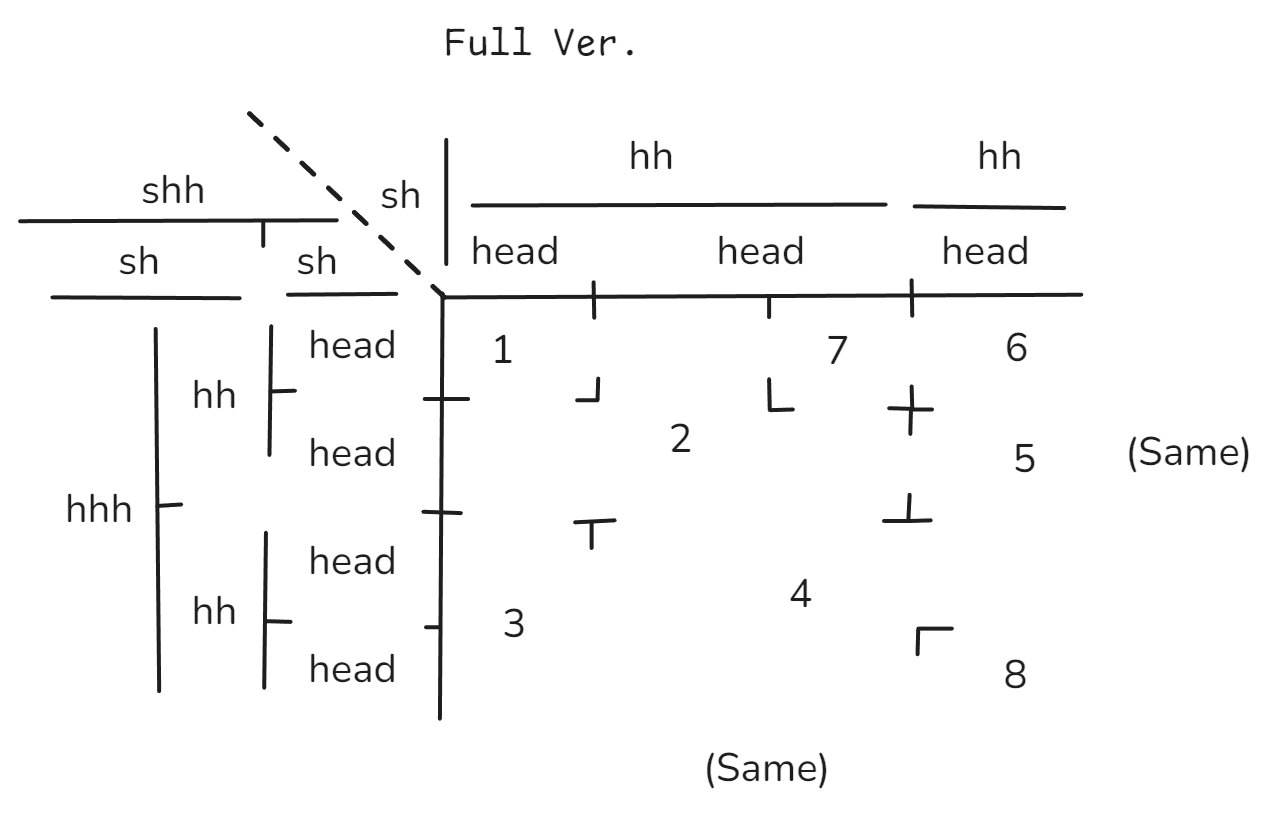 Full Ver.
hh hh
shh sh
head head head
sh sh
head 1 7 6
hh
2
head 5 (Same)
hhh
head
4
hh 3
head 8
(Same)